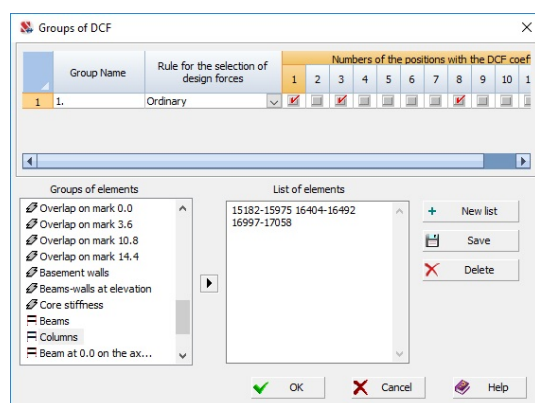 Groups of DCF
Group Name
Rule for the selection of design forces
Numbers of the positions with the DCF coef
1 2 3 4 5 6 7 8 9 10 1
1 1. Ordinary
Groups of elements
Overlap on mark 0.0
Overlap on mark 3.6
Overlap on mark 10.8
Overlap on mark 14.4
Basement walls
Beams-walls at elevation
Core stiffness
Beams
Columns
Beam at 0.0 on the ax...
List of elements
15182-15975 16404-16492
16997-17058
New list
Save
Delete
OK
Cancel
Help